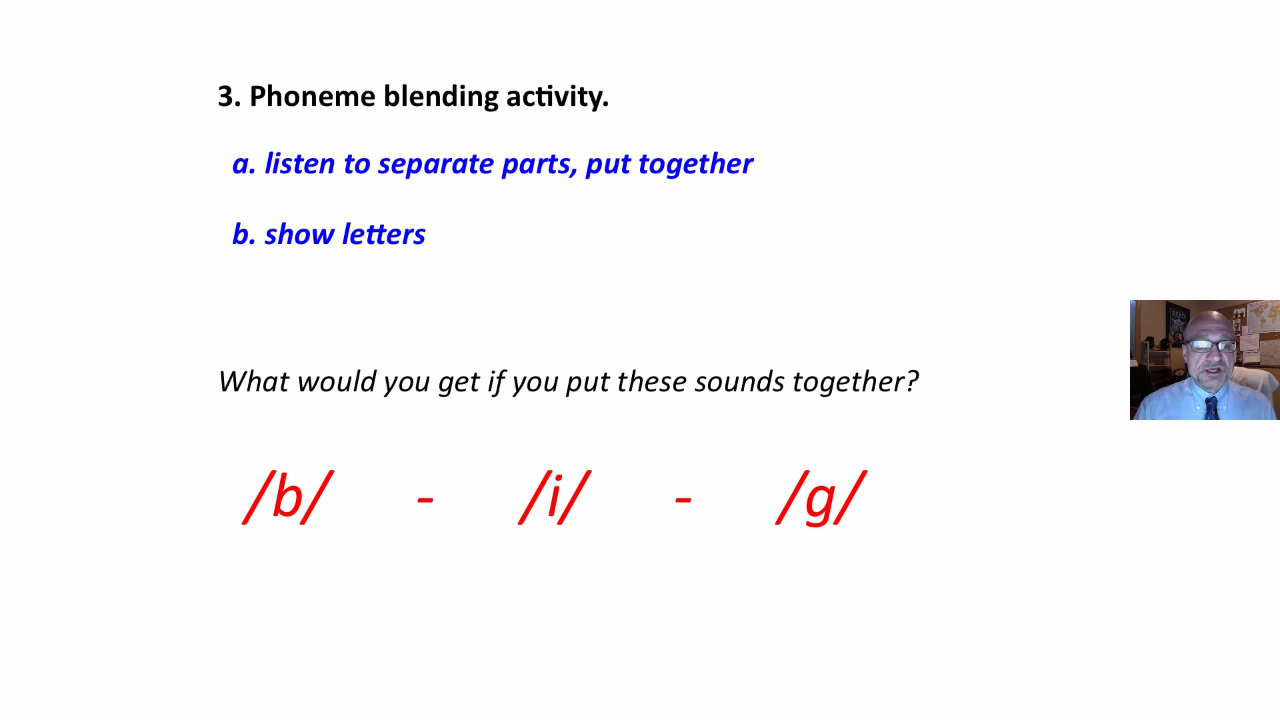 3. Phoneme blending activity.
a. listen to separate parts, put together
b. show letters
What would you get if you put these sounds together?
/b/ - /i/ - /g/